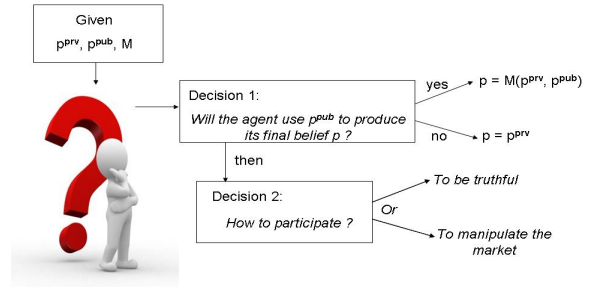 Given
pprv, ppub, M
Decision 1:
Will the agent use ppub to produce
its final belief p ?
yes
p = M(pprv, ppub)
no
p = pprv
then
Decision 2:
How to participate ?
To be truthful
Or
To manipulate the
market